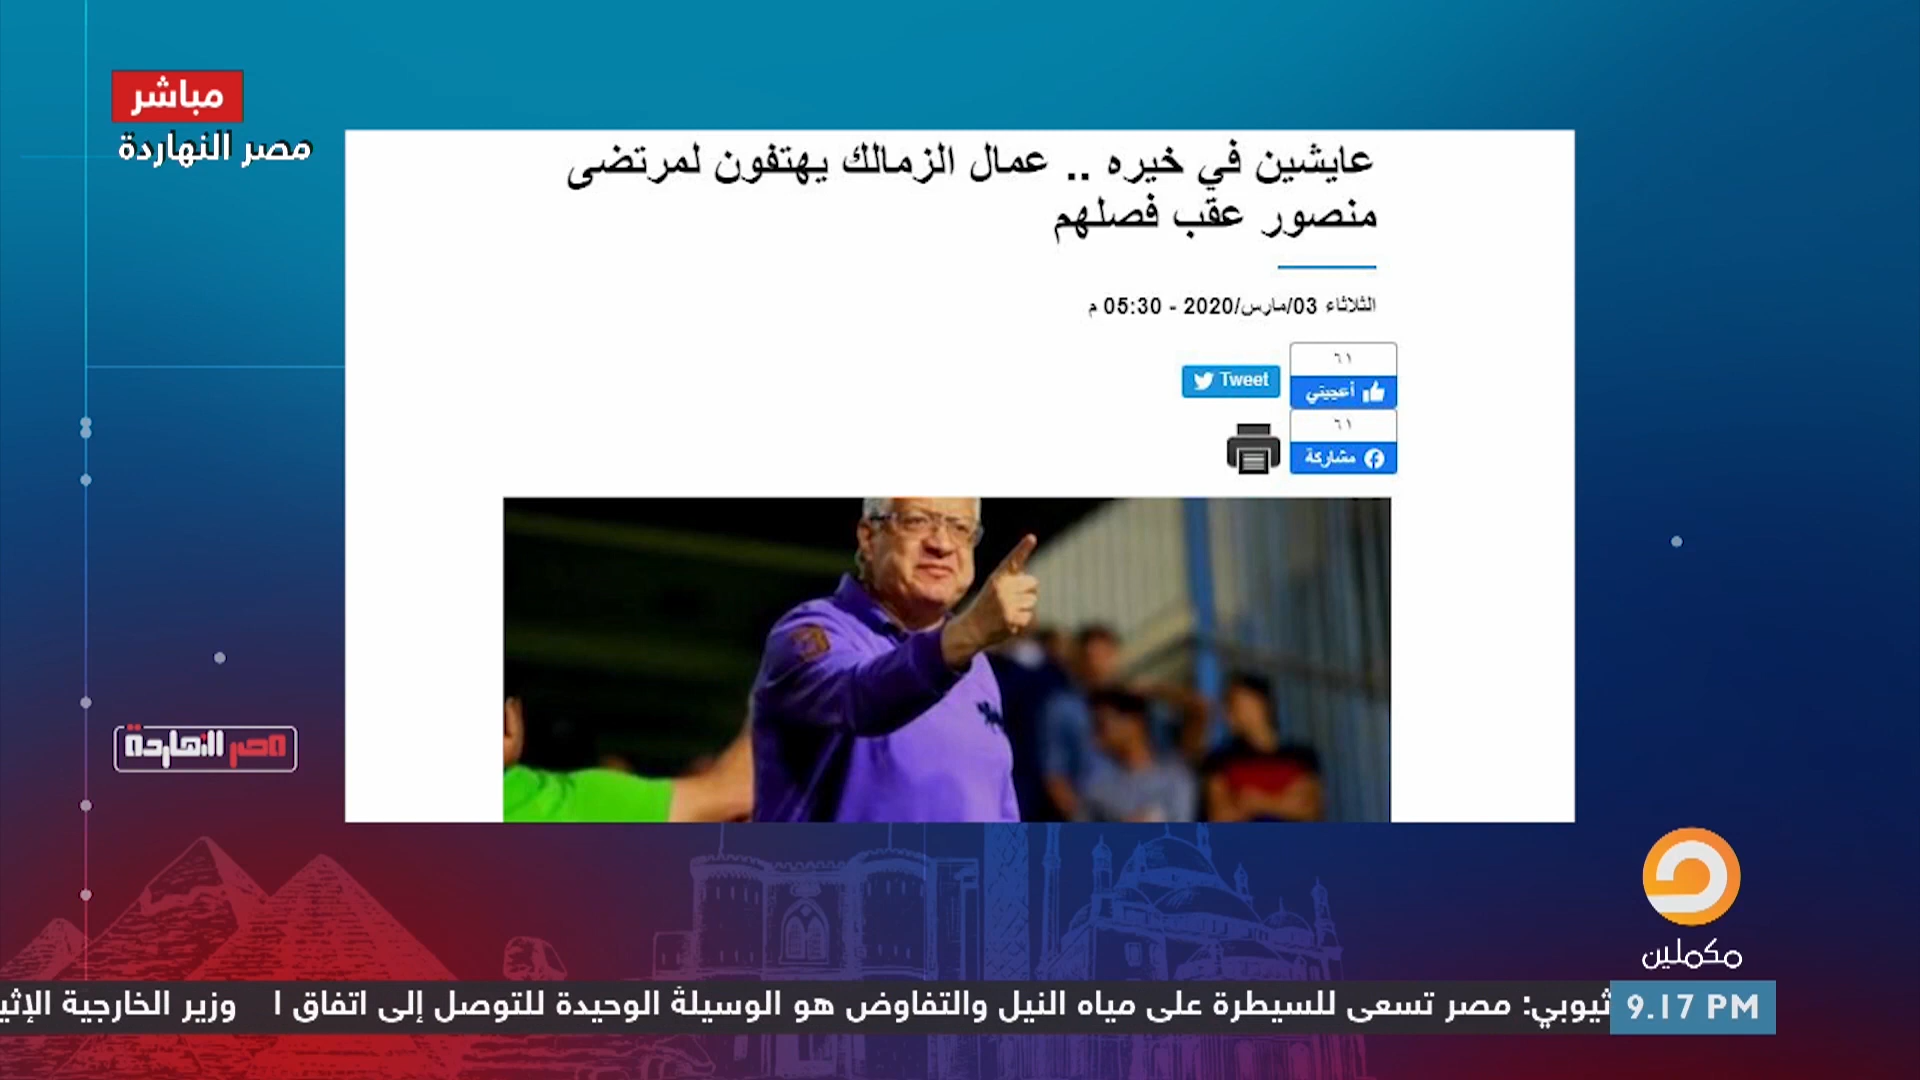 مباشر
مصر النهاردة
عايشين في خيره .. عمال الزمالك يهتفون لمرتضى
منصور عقب فصلهم
الثلاثاء 03/مارس/2020 - 05:30 م
٦١
Tweet
أعجبني
٦١
مشاركة
مصر النهاردة
مكملين
ثيوبي: مصر تسعى للسيطرة على مياه النيل والتفاوض هو الوسيلة الوحيدة للتوصل إلى اتفاق ا وزير الخارجية الإثي
9.17 PM